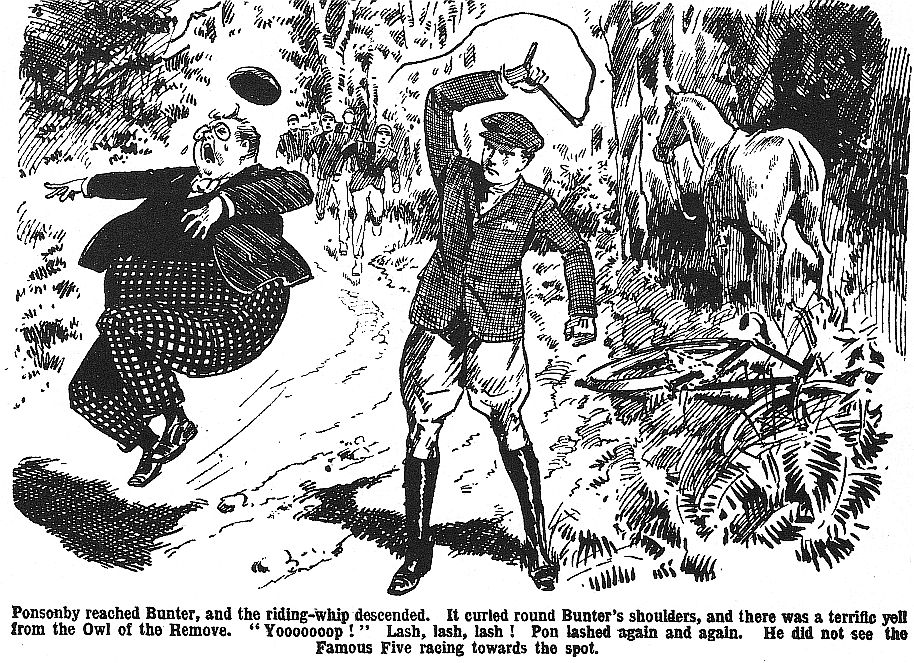 Ponsonby reached Bunter, and the riding-whip descended. It curled round Bunter's shoulders, and there was a terrific yell
from the Owl of the Remove. "Yooooooop!" Lash, lash, lash! Pon lashed again and again. He did not see the
Famous Five racing towards the spot.